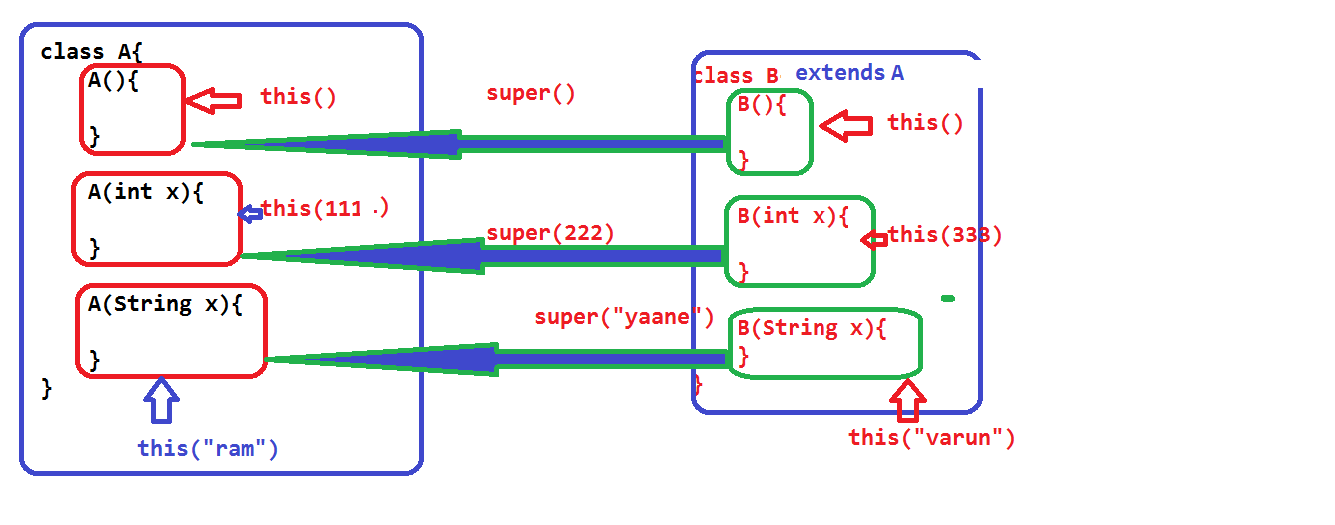 class A{
A(){
}
this()
A(int x){
}
this(111 .)
A(String x){
}
}
this("ram")
super()
super(222)
super("yaane")
class B extends A
B(){
}
this()
B(int x){
}
this(333)
B(String x){
}
}
this("varun")